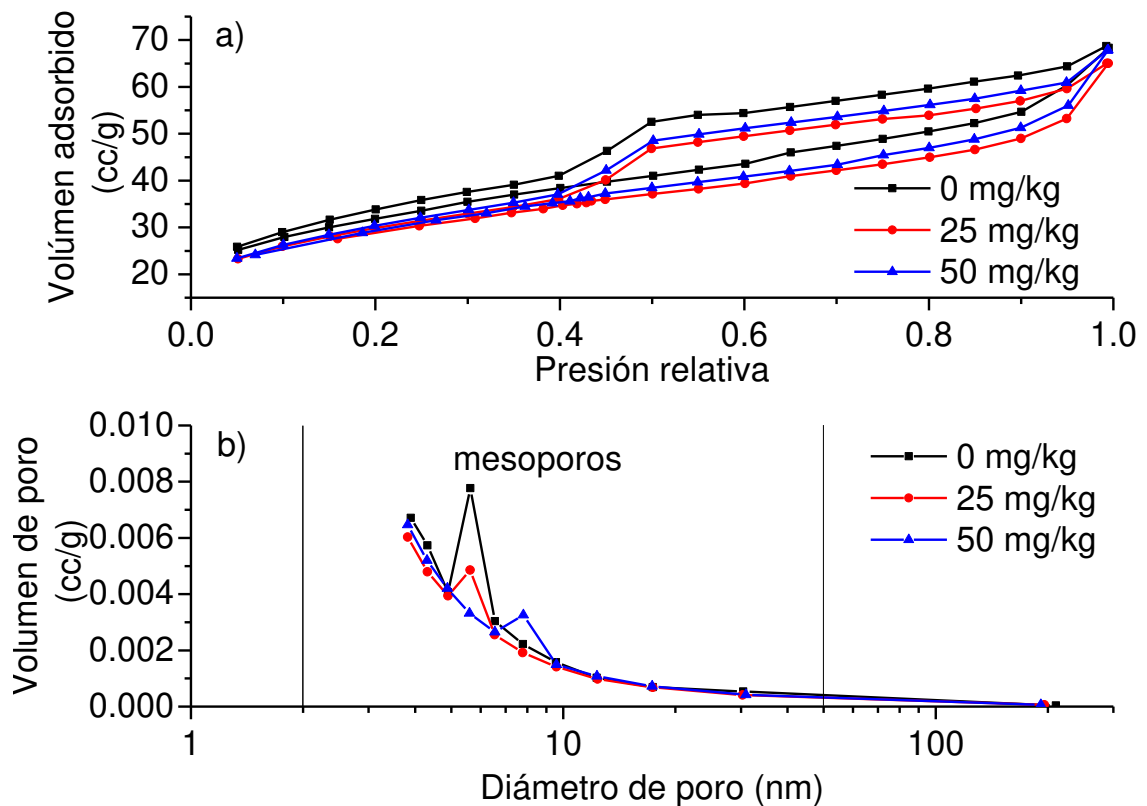 a)
Volúmen adsorbido
(cc/g)
70
60
50
40
30
20
0 mg/kg
25 mg/kg
50 mg/kg
0.0 0.2 0.4 0.6 0.8 1.0
Presión relativa
b)
mesoporos
Volumen de poro
(cc/g)
0.010
0.008
0.006
0.004
0.002
0.000
0 mg/kg
25 mg/kg
50 mg/kg
1 10 100
Diámetro de poro (nm)